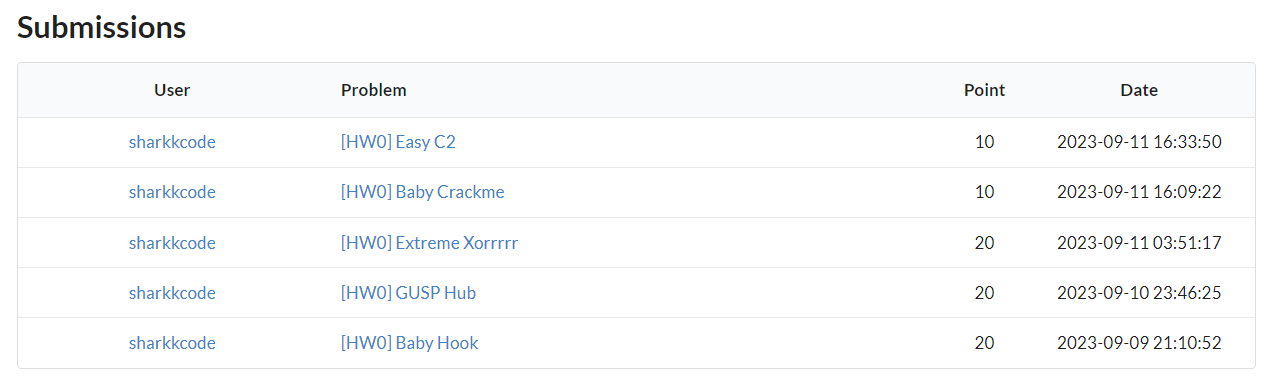 Submissions
User Problem Point Date
sharkkcode [HW0] Easy C2 10 2023-09-11 16:33:50
sharkkcode [HW0] Baby Crackme 10 2023-09-11 16:09:22
sharkkcode [HW0] Extreme Xorrrrr 20 2023-09-11 03:51:17
sharkkcode [HW0] GUSP Hub 20 2023-09-10 23:46:25
sharkkcode [HW0] Baby Hook 20 2023-09-09 21:10:52